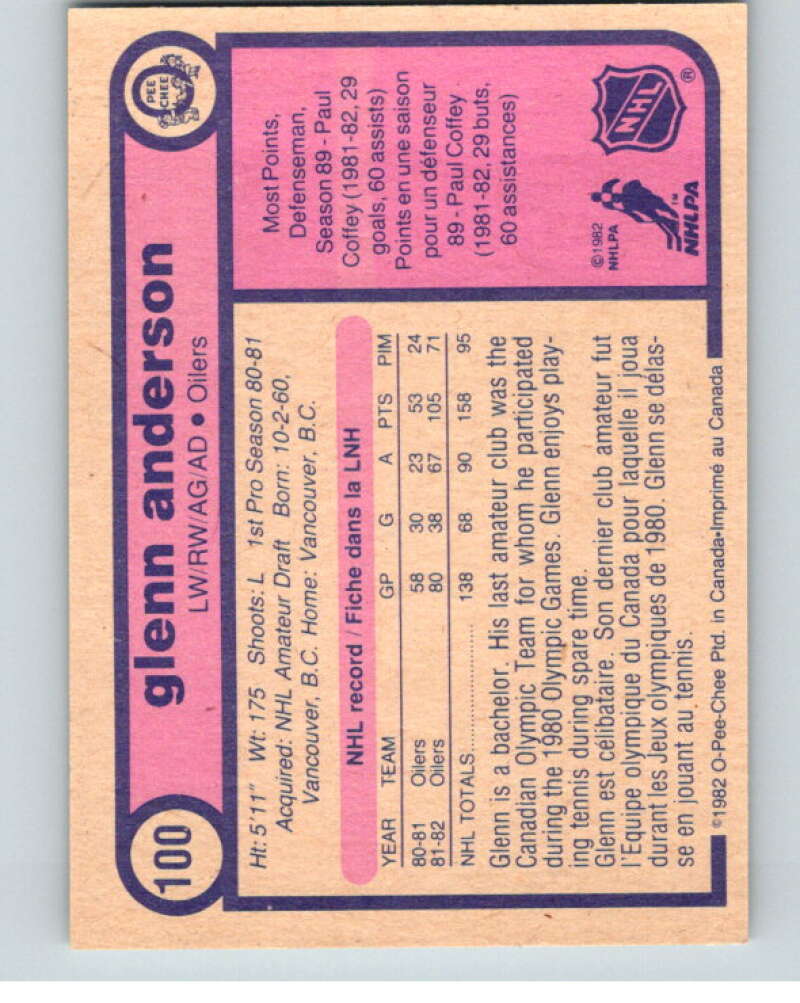 100
glenn anderson
LW/RW/AG/AD • Oilers
O
PEE
CHEE
Ht: 5'11" Wt: 175 Shoots: L 1st Pro Season 80-81
Acquired: NHL Amateur Draft Born: 10-2-60,
Vancouver, B.C. Home: Vancouver, B.C.
NHL record / Fiche dans la LNH
YEAR TEAM GP G A PTS PIM
80-81 Oilers 58 30 23 53 24
81-82 Oilers 80 38 67 105 71
NHL TOTALS.................... 138 68 90 158 95
Glenn is a bachelor. His last amateur club was the
Canadian Olympic Team for whom he participated
during the 1980 Olympic Games. Glenn enjoys play-
ing tennis during spare time.
Glenn est célibataire. Son dernier club amateur fut
l'Equipe olympique du Canada pour laquelle il joua
durant les Jeux olympiques de 1980. Glenn se délas-
se en jouant au tennis.
©1982 O-Pee-Chee Ptd. in Canada•Imprimé au Canada
Most Points,
Defenseman,
Season 89 - Paul
Coffey (1981-82, 29
goals, 60 assists)
Points en une saison
pour un défenseur
89 - Paul Coffey
(1981-82, 29 buts,
60 assistances)
©1982
NHLPA
NHLPA
™
NHL
®